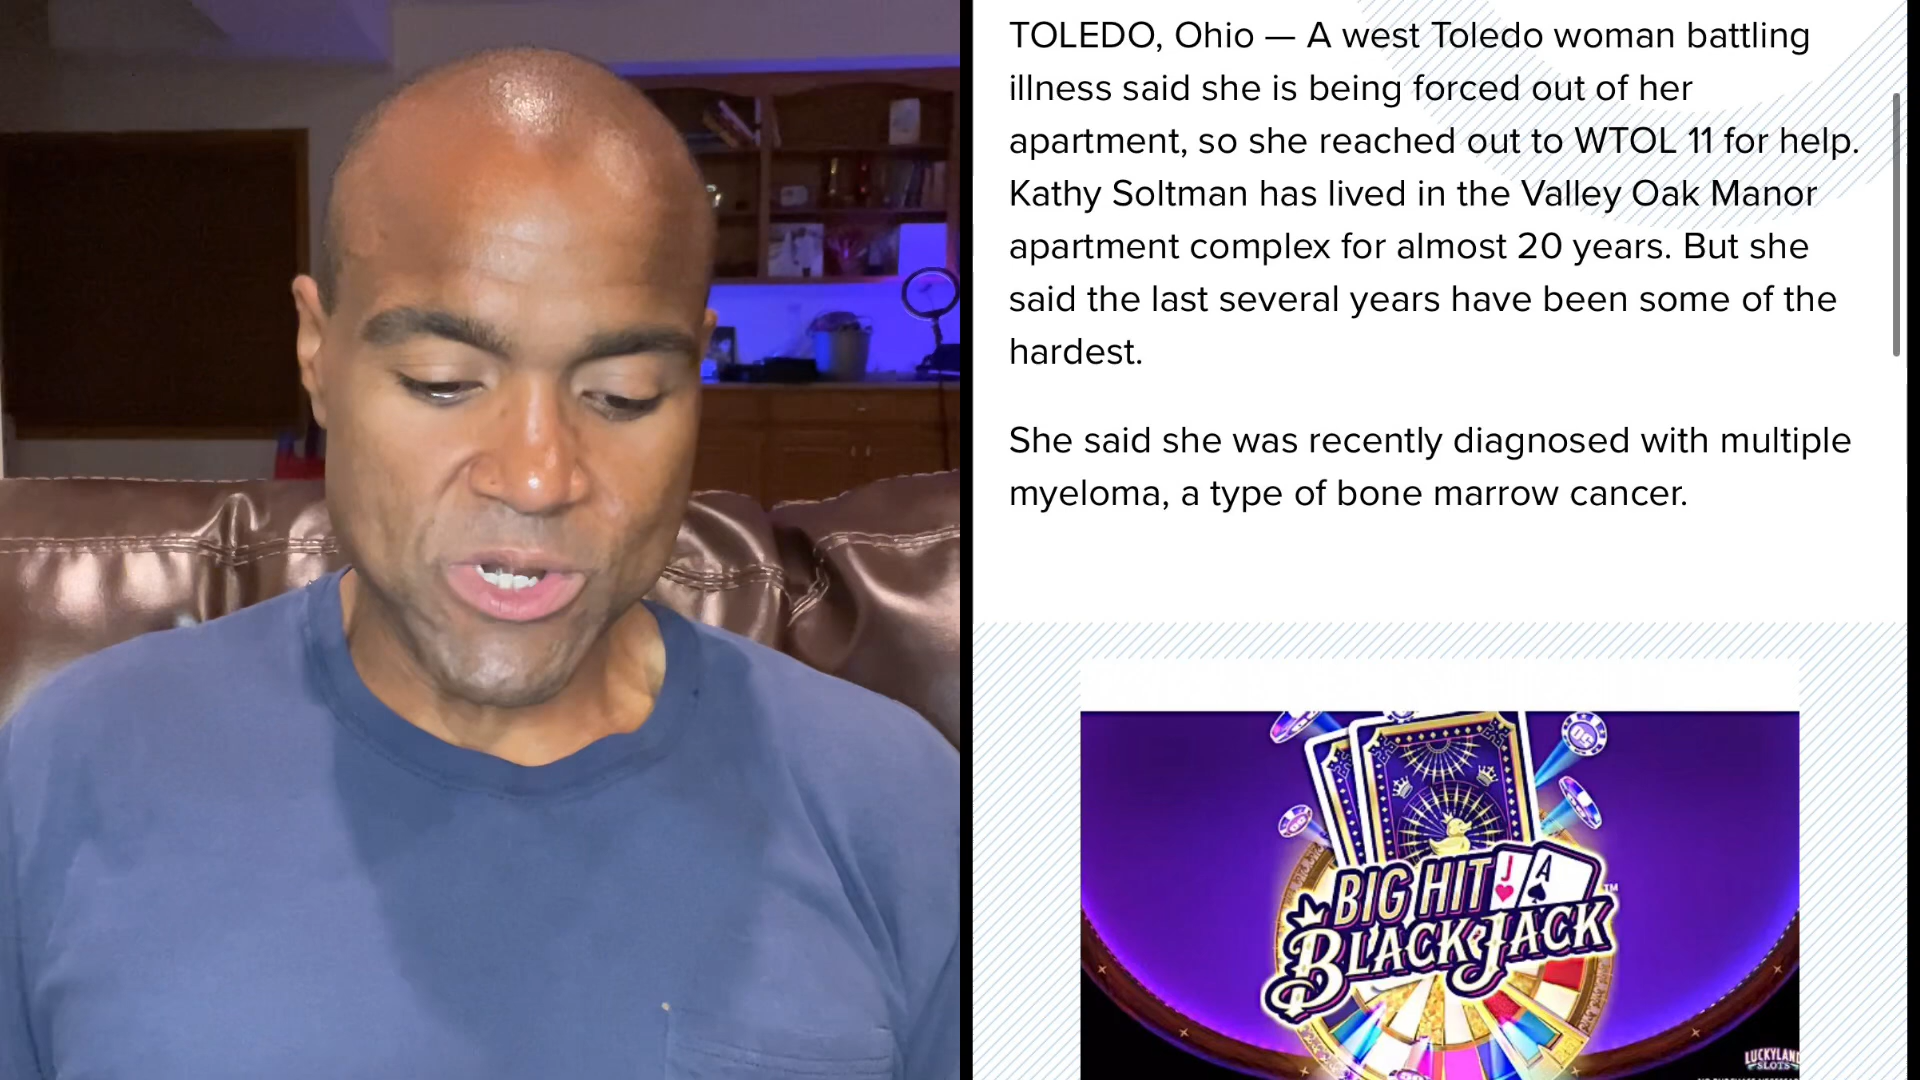 TOLEDO, Ohio — A west Toledo woman battling
illness said she is being forced out of her
apartment, so she reached out to WTOL 11 for help.
Kathy Soltman has lived in the Valley Oak Manor
apartment complex for almost 20 years. But she
said the last several years have been some of the
hardest.
She said she was recently diagnosed with multiple
myeloma, a type of bone marrow cancer.
BIG HIT J A ™
BLACKJACK
LUCKYLAND
SLOTS